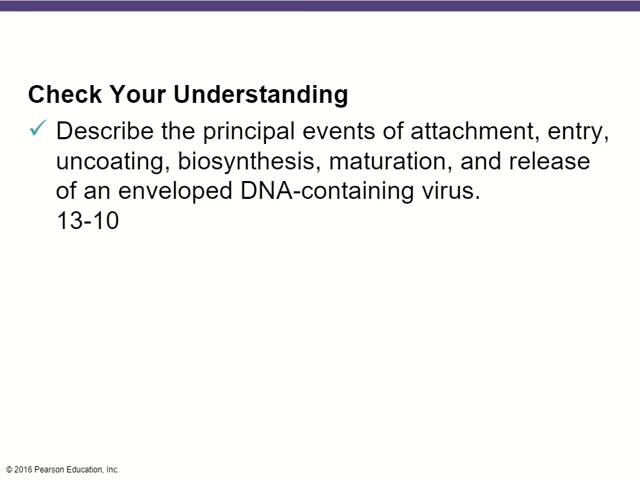 Check Your Understanding
✓ Describe the principal events of attachment, entry,
uncoating, biosynthesis, maturation, and release
of an enveloped DNA-containing virus.
13-10
© 2016 Pearson Education, Inc.